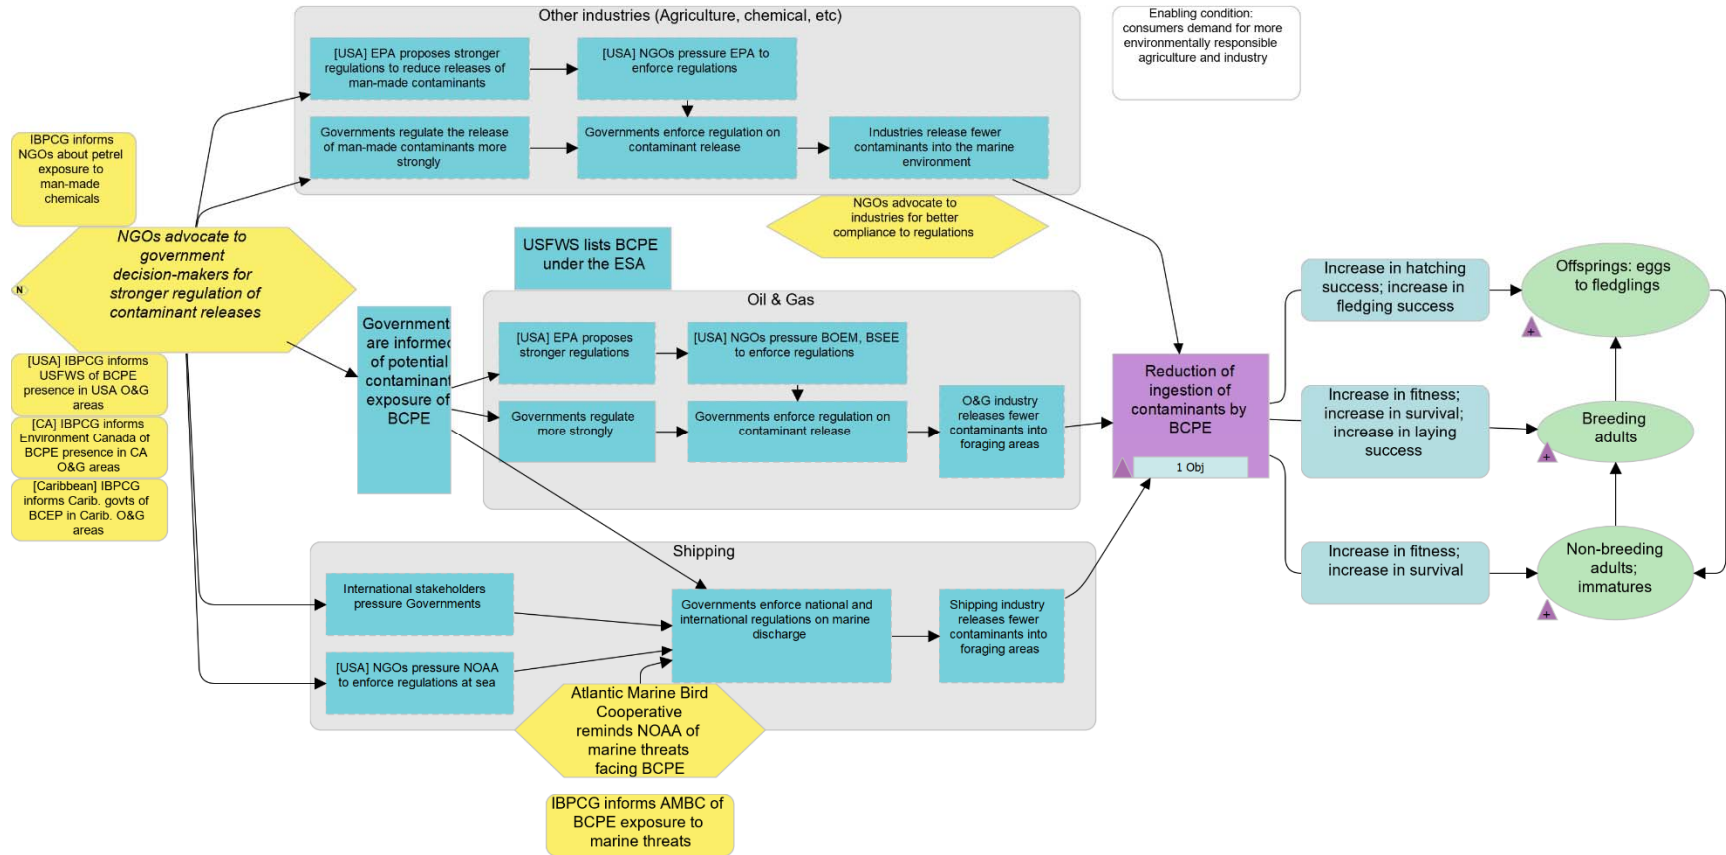 Other industries (Agriculture, chemical, etc)
[USA] EPA proposes stronger
regulations to reduce releases of
man-made contaminants
[USA] NGOs pressure EPA to
enforce regulations
Governments regulate the release
of man-made contaminants more
strongly
Governments enforce regulation on
contaminant release
Industries release fewer
contaminants into the marine
environment
Enabling condition:
consumers demand for more
environmentally responsible
agriculture and industry
IBPCG informs
NGOs about petrel
exposure to
man-made
chemicals
NGOs advocate to
government
decision-makers for
stronger regulation of
contaminant releases
N
NGOs advocate to
industries for better
compliance to regulations
USFWS lists BCPE
under the ESA
[USA] IBPCG informs
USFWS of BCPE
presence in USA O&G
areas
[CA] IBPCG informs
Environment Canada of
BCPE presence in CA
O&G areas
[Caribbean] IBPCG
informs Carib. govts of
BCEP in Carib. O&G
areas
Government
are informed
of potential
contaminant
exposure of
BCPE
Oil & Gas
[USA] EPA proposes
stronger regulations
[USA] NGOs pressure BOEM, BSEE
to enforce regulations
Governments regulate
more strongly
Governments enforce regulation on
contaminant release
O&G industry
releases fewer
contaminants into
foraging areas
Shipping
International stakeholders
pressure Governments
[USA] NGOs pressure NOAA
to enforce regulations at sea
Governments enforce national and
international regulations on marine
discharge
Shipping industry
releases fewer
contaminants into
foraging areas
Atlantic Marine Bird
Cooperative
reminds NOAA of
marine threats
facing BCPE
IBPCG informs AMBC of
BCPE exposure to
marine threats
Reduction of
ingestion of
contaminants by
BCPE
1 Obj
Increase in hatching
success; increase in
fledging success
Offsprings: eggs
to fledglings
+
Increase in fitness;
increase in survival;
increase in laying
success
Breeding
adults
+
Increase in fitness;
increase in survival
Non-breeding
adults;
immatures
+